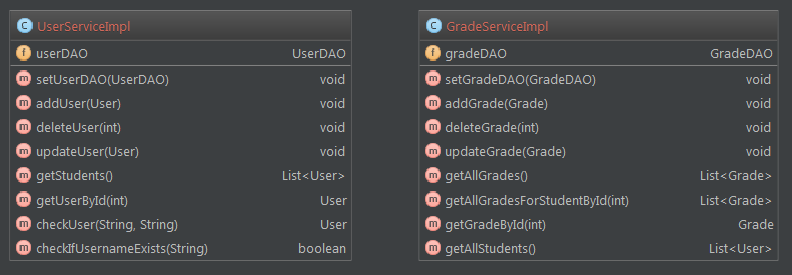 UserServiceImpl
userDAO UserDAO
setUserDAO(UserDAO) void
addUser(User) void
deleteUser(int) void
updateUser(User) void
getStudents() List<User>
getUserById(int) User
checkUser(String, String) User
checkIfUsernameExists(String) boolean
GradeServiceImpl
gradeDAO GradeDAO
setGradeDAO(GradeDAO) void
addGrade(Grade) void
deleteGrade(int) void
updateGrade(Grade) void
getAllGrades() List<Grade>
getAllGradesForStudentById(int) List<Grade>
getGradeById(int) Grade
getAllStudents() List<User>